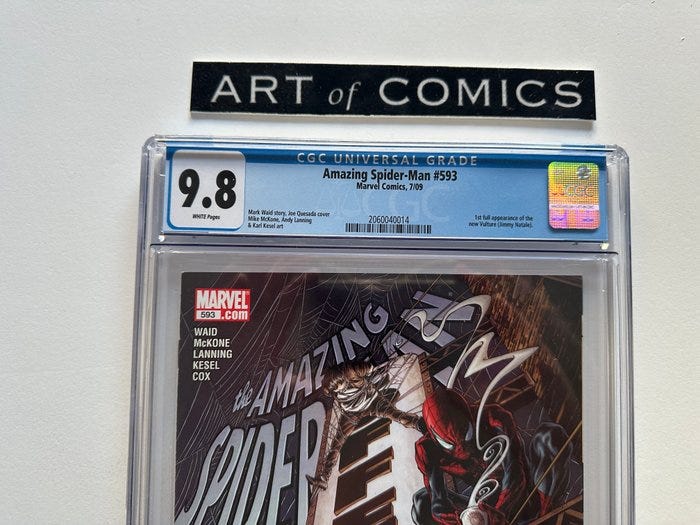 ART of COMICS
CGC UNIVERSAL GRADE
9.8
WHITE Pages
Amazing Spider-Man #593
Marvel Comics, 7/09
Mark Waid story, Joe Quesada cover
Mike McKone, Andy Lanning
& Karl Kesel art
2060040014
1st full appearance of the
new Vulture (Jimmy Natale).
CGC
MARVEL
593 .com
WAID
McKONE
LANNING
KESEL
COX
the AMAZING
SPIDER
MAN